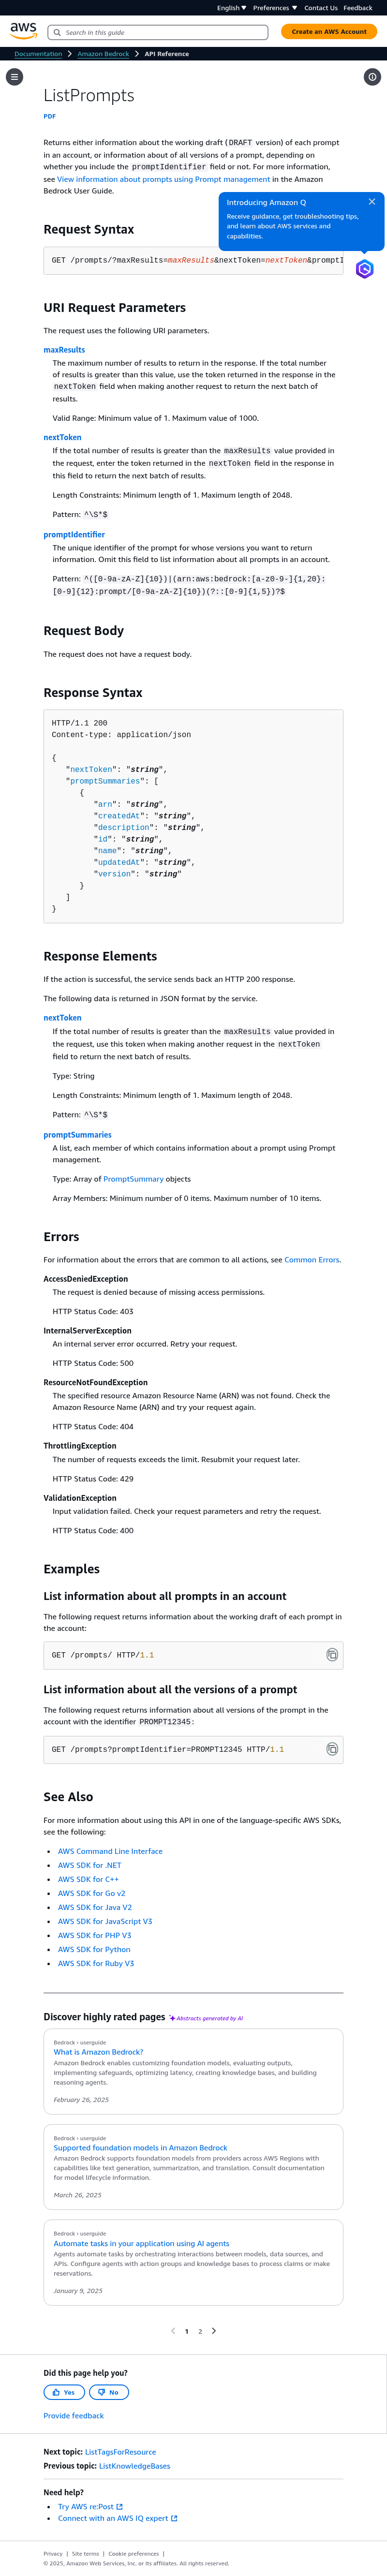 English
Preferences
Contact Us
Feedback
aws
Search in this guide
Create an AWS Account
Documentation
Amazon Bedrock
API Reference
ListPrompts
PDF
Returns either information about the working draft (DRAFT version) of each prompt
in an account, or information about of all versions of a prompt, depending on
whether you include the promptIdentifier field or not. For more information,
see View information about prompts using Prompt management in the Amazon
Bedrock User Guide.
Introducing Amazon Q
Receive guidance, get troubleshooting tips,
and learn about AWS services and
capabilities.
Request Syntax
GET /prompts/?maxResults=maxResults&nextToken=nextToken&promptI
URI Request Parameters
The request uses the following URI parameters.
maxResults
The maximum number of results to return in the response. If the total number
of results is greater than this value, use the token returned in the response in the
nextToken field when making another request to return the next batch of
results.
Valid Range: Minimum value of 1. Maximum value of 1000.
nextToken
If the total number of results is greater than the maxResults value provided in
the request, enter the token returned in the nextToken field in the response in
this field to return the next batch of results.
Length Constraints: Minimum length of 1. Maximum length of 2048.
Pattern: ^\S*$
promptIdentifier
The unique identifier of the prompt for whose versions you want to return
information. Omit this field to list information about all prompts in an account.
Pattern: ^([0-9a-zA-Z]{10})|(arn:aws:bedrock:[a-z0-9-]{1,20}:
[0-9]{12}:prompt/[0-9a-zA-Z]{10})(?::[0-9]{1,5})?$
Request Body
The request does not have a request body.
Response Syntax
HTTP/1.1 200
Content-type: application/json
{
"nextToken": "string",
"promptSummaries": [
{
"arn": "string",
"createdAt": "string",
"description": "string",
"id": "string",
"name": "string",
"updatedAt": "string",
"version": "string"
}
]
}
Response Elements
If the action is successful, the service sends back an HTTP 200 response.
The following data is returned in JSON format by the service.
nextToken
If the total number of results is greater than the maxResults value provided in
the request, use this token when making another request in the nextToken
field to return the next batch of results.
Type: String
Length Constraints: Minimum length of 1. Maximum length of 2048.
Pattern: ^\S*$
promptSummaries
A list, each member of which contains information about a prompt using Prompt
management.
Type: Array of PromptSummary objects
Array Members: Minimum number of 0 items. Maximum number of 10 items.
Errors
For information about the errors that are common to all actions, see Common Errors.
AccessDeniedException
The request is denied because of missing access permissions.
HTTP Status Code: 403
InternalServerException
An internal server error occurred. Retry your request.
HTTP Status Code: 500
ResourceNotFoundException
The specified resource Amazon Resource Name (ARN) was not found. Check the
Amazon Resource Name (ARN) and try your request again.
HTTP Status Code: 404
ThrottlingException
The number of requests exceeds the limit. Resubmit your request later.
HTTP Status Code: 429
ValidationException
Input validation failed. Check your request parameters and retry the request.
HTTP Status Code: 400
Examples
List information about all prompts in an account
The following request returns information about the working draft of each prompt in
the account:
GET /prompts/ HTTP/1.1
List information about all the versions of a prompt
The following request returns information about all versions of the prompt in the
account with the identifier PROMPT12345:
GET /prompts?promptIdentifier=PROMPT12345 HTTP/1.1
See Also
For more information about using this API in one of the language-specific AWS SDKs,
see the following:
• AWS Command Line Interface
• AWS SDK for .NET
• AWS SDK for C++
• AWS SDK for Go v2
• AWS SDK for Java V2
• AWS SDK for JavaScript V3
• AWS SDK for PHP V3
• AWS SDK for Python
• AWS SDK for Ruby V3
Discover highly rated pages Abstracts generated by AI
Bedrock › userguide
What is Amazon Bedrock?
Amazon Bedrock enables customizing foundation models, evaluating outputs,
implementing safeguards, optimizing latency, creating knowledge bases, and building
reasoning agents.
February 26, 2025
Bedrock › userguide
Supported foundation models in Amazon Bedrock
Amazon Bedrock supports foundation models from providers across AWS Regions with
capabilities like text generation, summarization, and translation. Consult documentation
for model lifecycle information.
March 26, 2025
Bedrock › userguide
Automate tasks in your application using AI agents
Agents automate tasks by orchestrating interactions between models, data sources, and
APIs. Configure agents with action groups and knowledge bases to process claims or make
reservations.
January 9, 2025
1 2
Did this page help you?
Yes
No
Provide feedback
Next topic: ListTagsForResource
Previous topic: ListKnowledgeBases
Need help?
• Try AWS re:Post
• Connect with an AWS IQ expert
Privacy | Site terms | Cookie preferences |
© 2025, Amazon Web Services, Inc. or its affiliates. All rights reserved.